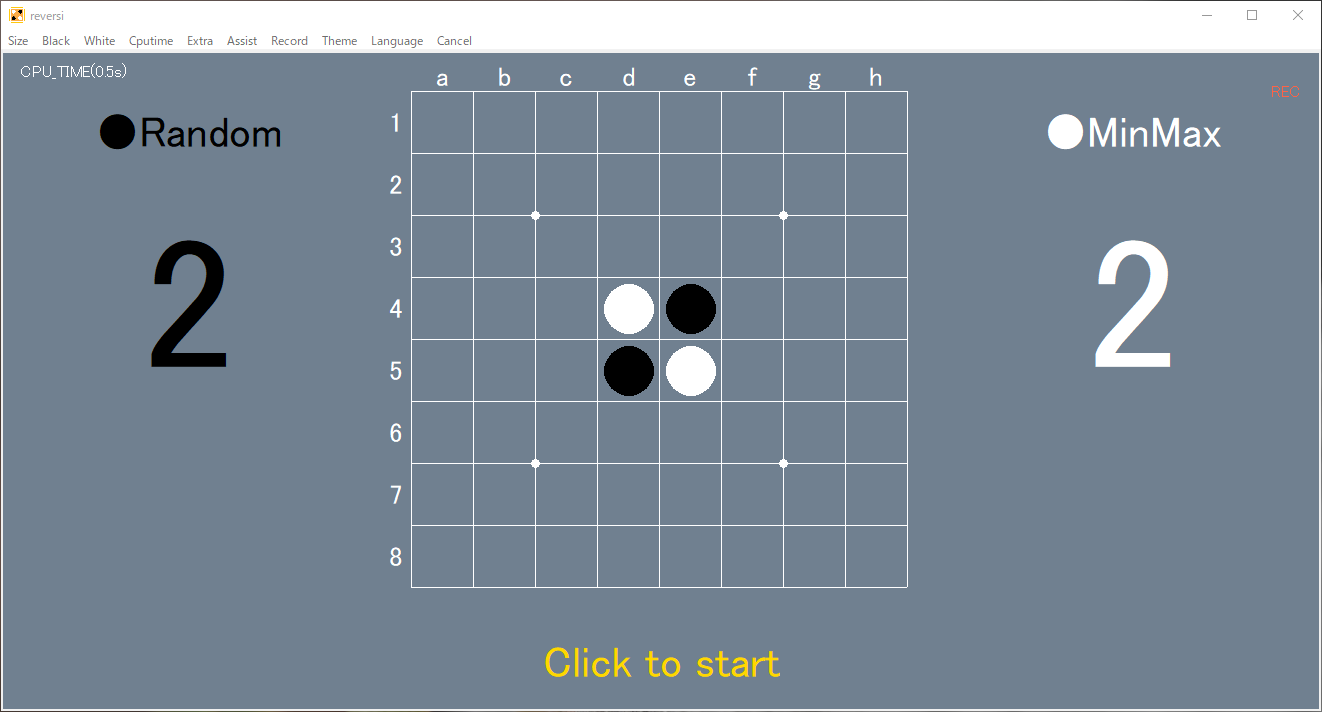 reversi
Size Black White Cputime Extra Assist Record Theme Language Cancel
CPU_TIME(0.5s)
a b c d e f g h
REC
●Random
●MinMax
1
2
3
4
5
6
7
8
2
2
Click to start